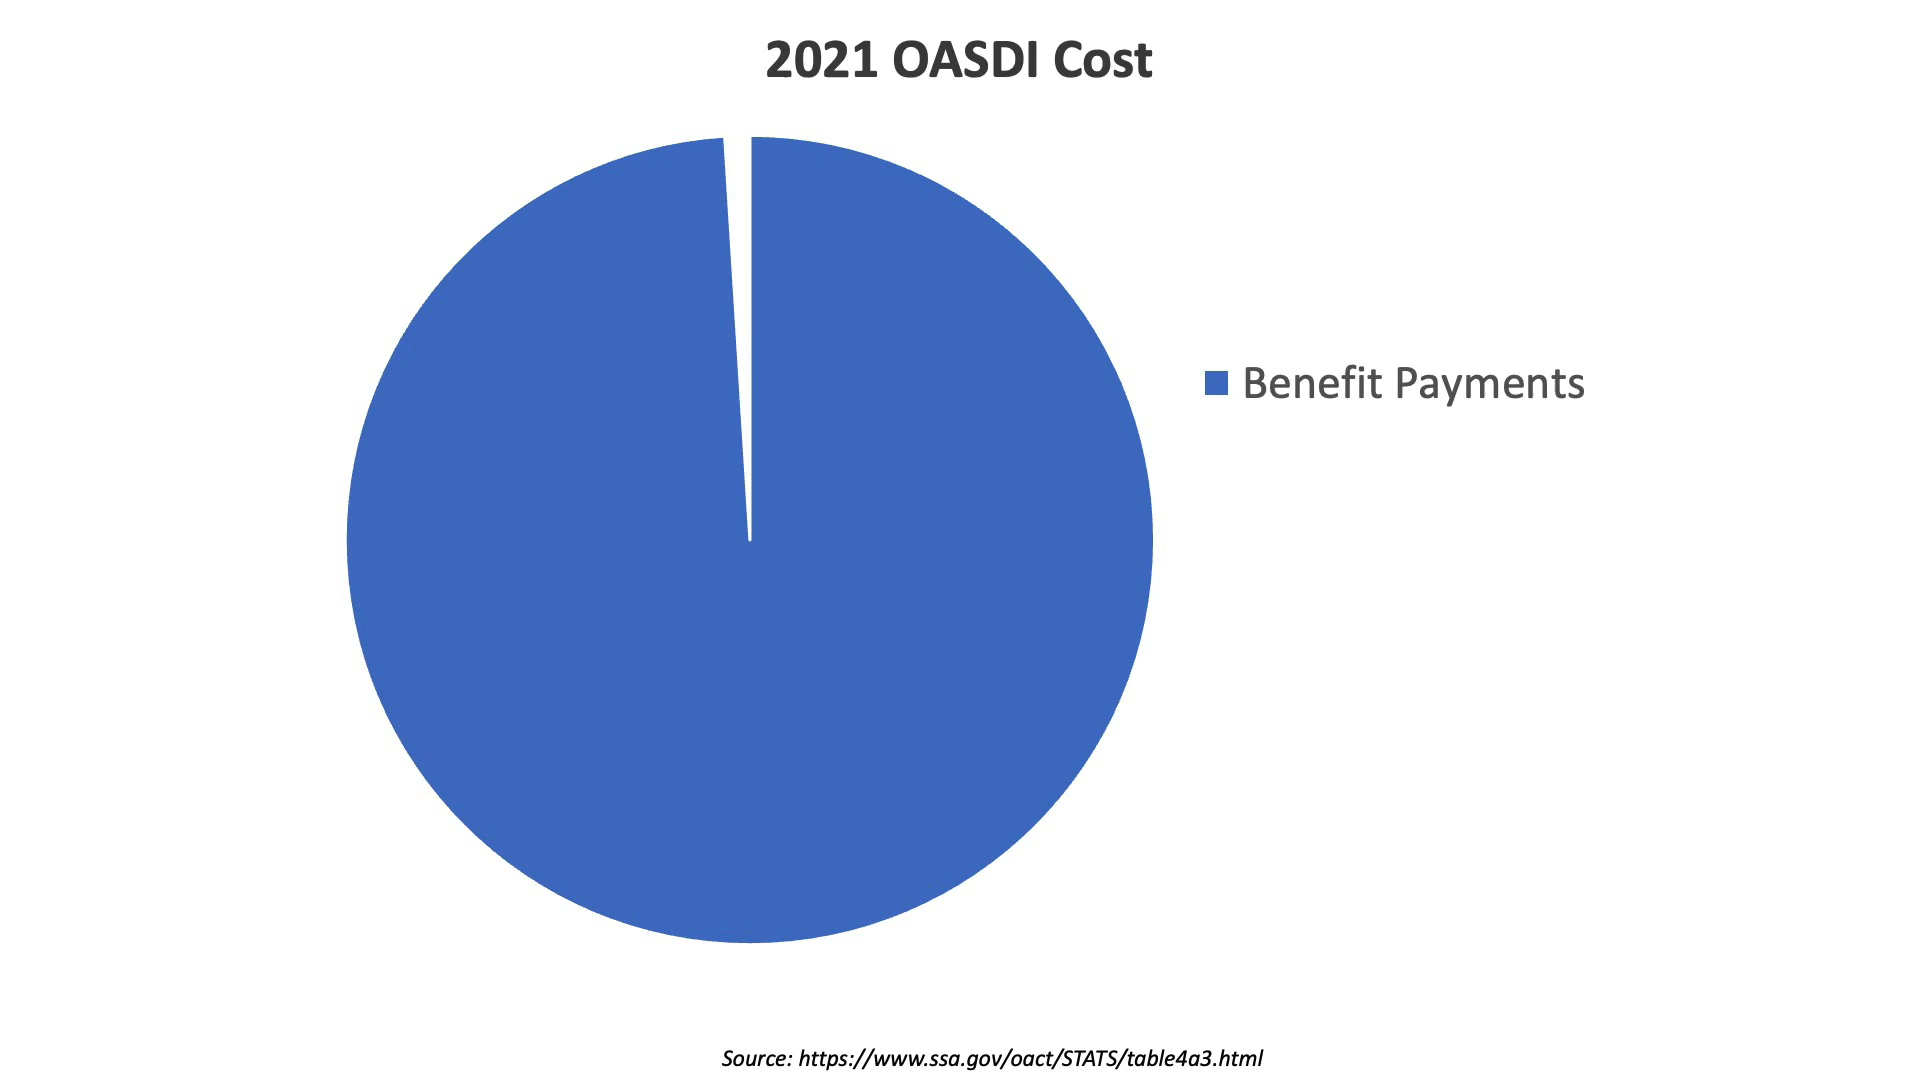 2021 OASDI Cost
Benefit Payments
Source: https://www.ssa.gov/oact/STATS/table4a3.html